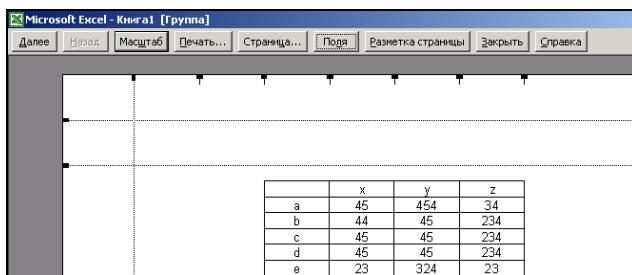 Microsoft Excel - Книга1 [Группа]
Далее Назад Масштаб Печать... Страница... Поля Разметка страницы Закрыть Справка
x y z
a 45 454 34
b 44 45 234
c 45 45 234
d 45 45 234
e 23 324 23